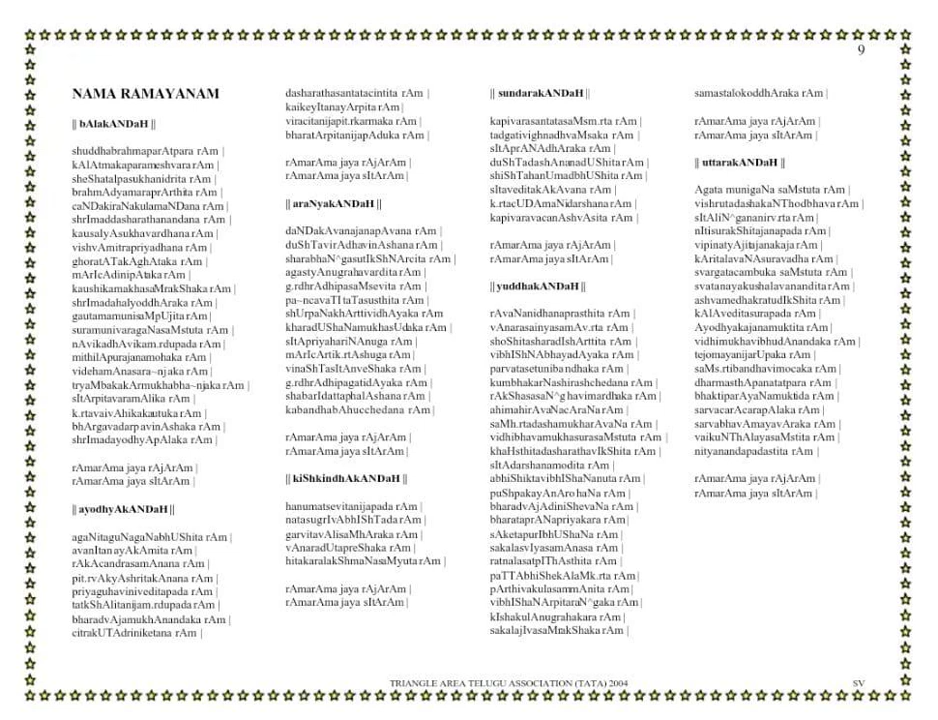 9
NAMA RAMAYANAM
|| bAlakANDaH ||
shuddhabrahmaparAtpara rAm |
kAlAtmakaparameshvara rAm |
sheShatalpasukhanidrita rAm |
brahmAdyamaraprArthita rAm |
caNDakiraNakulamaNDana rAm |
shrImaddasharathanandana rAm |
kausalyAsukhavardhana rAm |
vishvAmitrapriyadhana rAm |
ghoratATakAghAtaka rAm |
mArIcAdinipAtaka rAm |
kaushikamakhasaMrakShaka rAm |
shrImadahalyoddhAraka rAm |
gautamamunisaMpUjita rAm |
suramunivaragaNasaMstuta rAm |
nAvikadhAvikam.rdupada rAm |
mithilApurajanamohaka rAm |
videhamAnasara~njaka rAm |
tryaMbakakArmukhabha~njaka rAm |
sItArpitavaramAlika rAm |
k.rtavaivAhikakautuka rAm |
bhArgavadarpavinAshaka rAm |
shrImadayodhyApAlaka rAm |
rAmarAma jaya rAjArAm |
rAmarAma jaya sItArAm |
|| ayodhyAkANDaH ||
agaNitaguNagaNabhUShita rAm |
avanItanayAkAmita rAm |
rAkAcandrasamAnana rAm |
pit.rvAkyAshritakAnana rAm |
priyaguhaviniveditapada rAm |
tatkShAlitanijam.rdupada rAm |
bharadvAjamukhAnandaka rAm |
citrakUTAdriniketana rAm |
dasharathasantatacintita rAm |
kaikeyItanayArpita rAm |
viracitanijapit.rkarmaka rAm |
bharatArpitanijapAduka rAm |
rAmarAma jaya rAjArAm |
rAmarAma jaya sItArAm |
|| araNyakANDaH ||
daNDakAvanajanapAvana rAm |
duShTavirAdhavinAshana rAm |
sharabhaN^gasutIkShNArcita rAm |
agastyAnugrahavardita rAm |
g.rdhrAdhipasaMsevita rAm |
pa~ncavaTItaTasusthita rAm |
shUrpaNakhArttividhAyaka rAm
kharadUShaNamukhasUdaka rAm |
sItApriyahariNAnuga rAm |
mArIcArtik.rtAshuga rAm |
vinaShTasItAnveShaka rAm |
g.rdhrAdhipagatidAyaka rAm |
shabarIdattaphalAshana rAm |
kabandhabAhucchedana rAm |
rAmarAma jaya rAjArAm |
rAmarAma jaya sItArAm |
|| kiShkindhAkANDaH ||
hanumatsevitanijapada rAm |
natasugrIvAbhIShTada rAm |
garvitavAlisaMhAraka rAm |
vAnaradUtapreShaka rAm |
hitakaralakShmaNasaMyuta rAm |
rAmarAma jaya rAjArAm |
rAmarAma jaya sItArAm |
|| sundarakANDaH ||
kapivarasantatasaMsm.rta rAm |
tadgativighnadhvaMsaka rAm |
sItAprANAdhAraka rAm |
duShTadashAnanadUShita rAm |
shiShTahanUmadbhUShita rAm |
sItaveditakAkAvana rAm |
k.rtacUDAmaNidarshana rAm |
kapivaravacanAshvAsita rAm |
rAmarAma jaya rAjArAm |
rAmarAma jaya sItArAm |
|| yuddhakANDaH ||
rAvaNanidhanaprasthita rAm |
vAnarasainyasamAv.rta rAm |
shoShitasharadIshArttita rAm |
vibhIShNAbhayadAyaka rAm |
parvatasetunibandhaka rAm |
kumbhakarNashirashchedana rAm |
rAkShasasaN^ghavimardhaka rAm |
ahimahirAvaNacAraNa rAm |
saMh.rtadashamukharAvaNa rAm |
vidhibhavamukhasurasaMstuta rAm |
khaHsthitadasharathavIkShita rAm |
sItAdarshanamodita rAm |
abhiShiktavibhIShaNanuta rAm |
puShpakayAnArohaNa rAm |
bharadvAjAdiniShevaNa rAm |
bharataprANapriyakara rAm |
sAketapurIbhUShaNa rAm |
sakalasvIyasamAnasa rAm |
ratnalasatpIThAsthita rAm |
paTTAbhiShekAlaMk.rta rAm |
pArthivakulasammAnita rAm |
vibhIShaNArpitaraN^gaka rAm |
kIshakulAnugrahakara rAm |
sakalajIvasaMrakShaka rAm |
samastalokoddhAraka rAm |
rAmarAma jaya rAjArAm |
rAmarAma jaya sItArAm |
|| uttarakANDaH ||
Agata munigaNa saMstuta rAm |
vishrutadashakaNThodbhava rAm |
sItAliN^gananirv.rta rAm |
nItisurakShitajanapada rAm |
vipinatyAjitajanakaja rAm |
kAritalavaNAsuravadha rAm |
svargatacambuka saMstuta rAm |
svatanayakushalavanandita rAm |
ashvamedhakratudIkShita rAm |
kAlAveditasurapada rAm |
Ayodhyakajanamuktita rAm |
vidhimukhavibhudAnandaka rAm |
tejomayanijarUpaka rAm |
saMs.rtibandhavimocaka rAm |
dharmasthApanatatpara rAm |
bhaktiparAyaNamuktida rAm |
sarvacarAcarapAlaka rAm |
sarvabhavAmayavAraka rAm |
vaikuNThAlayasaMstita rAm |
nityanandapadastita rAm |
rAmarAma jaya rAjArAm |
rAmarAma jaya sItArAm |
TRIANGLE AREA TELUGU ASSOCIATION (TATA) 2004
SV